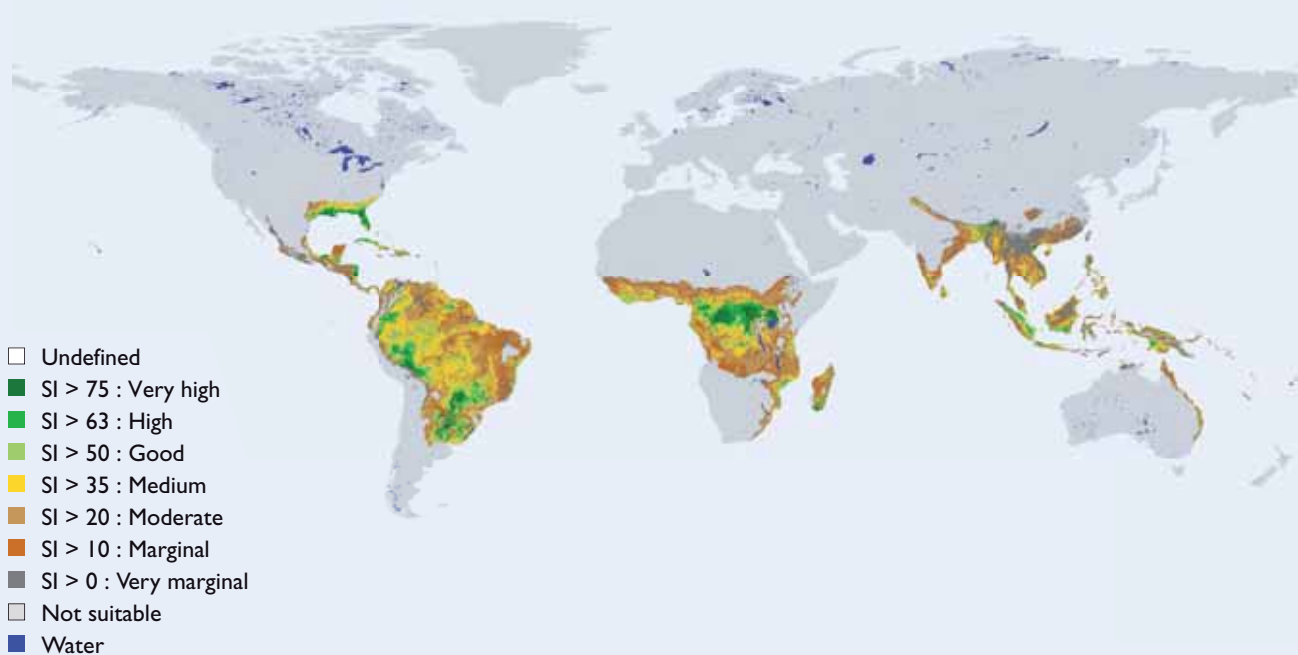 Undefined
SI > 75 : Very high
SI > 63 : High
SI > 50 : Good
SI > 35 : Medium
SI > 20 : Moderate
SI > 10 : Marginal
SI > 0 : Very marginal
Not suitable
Water